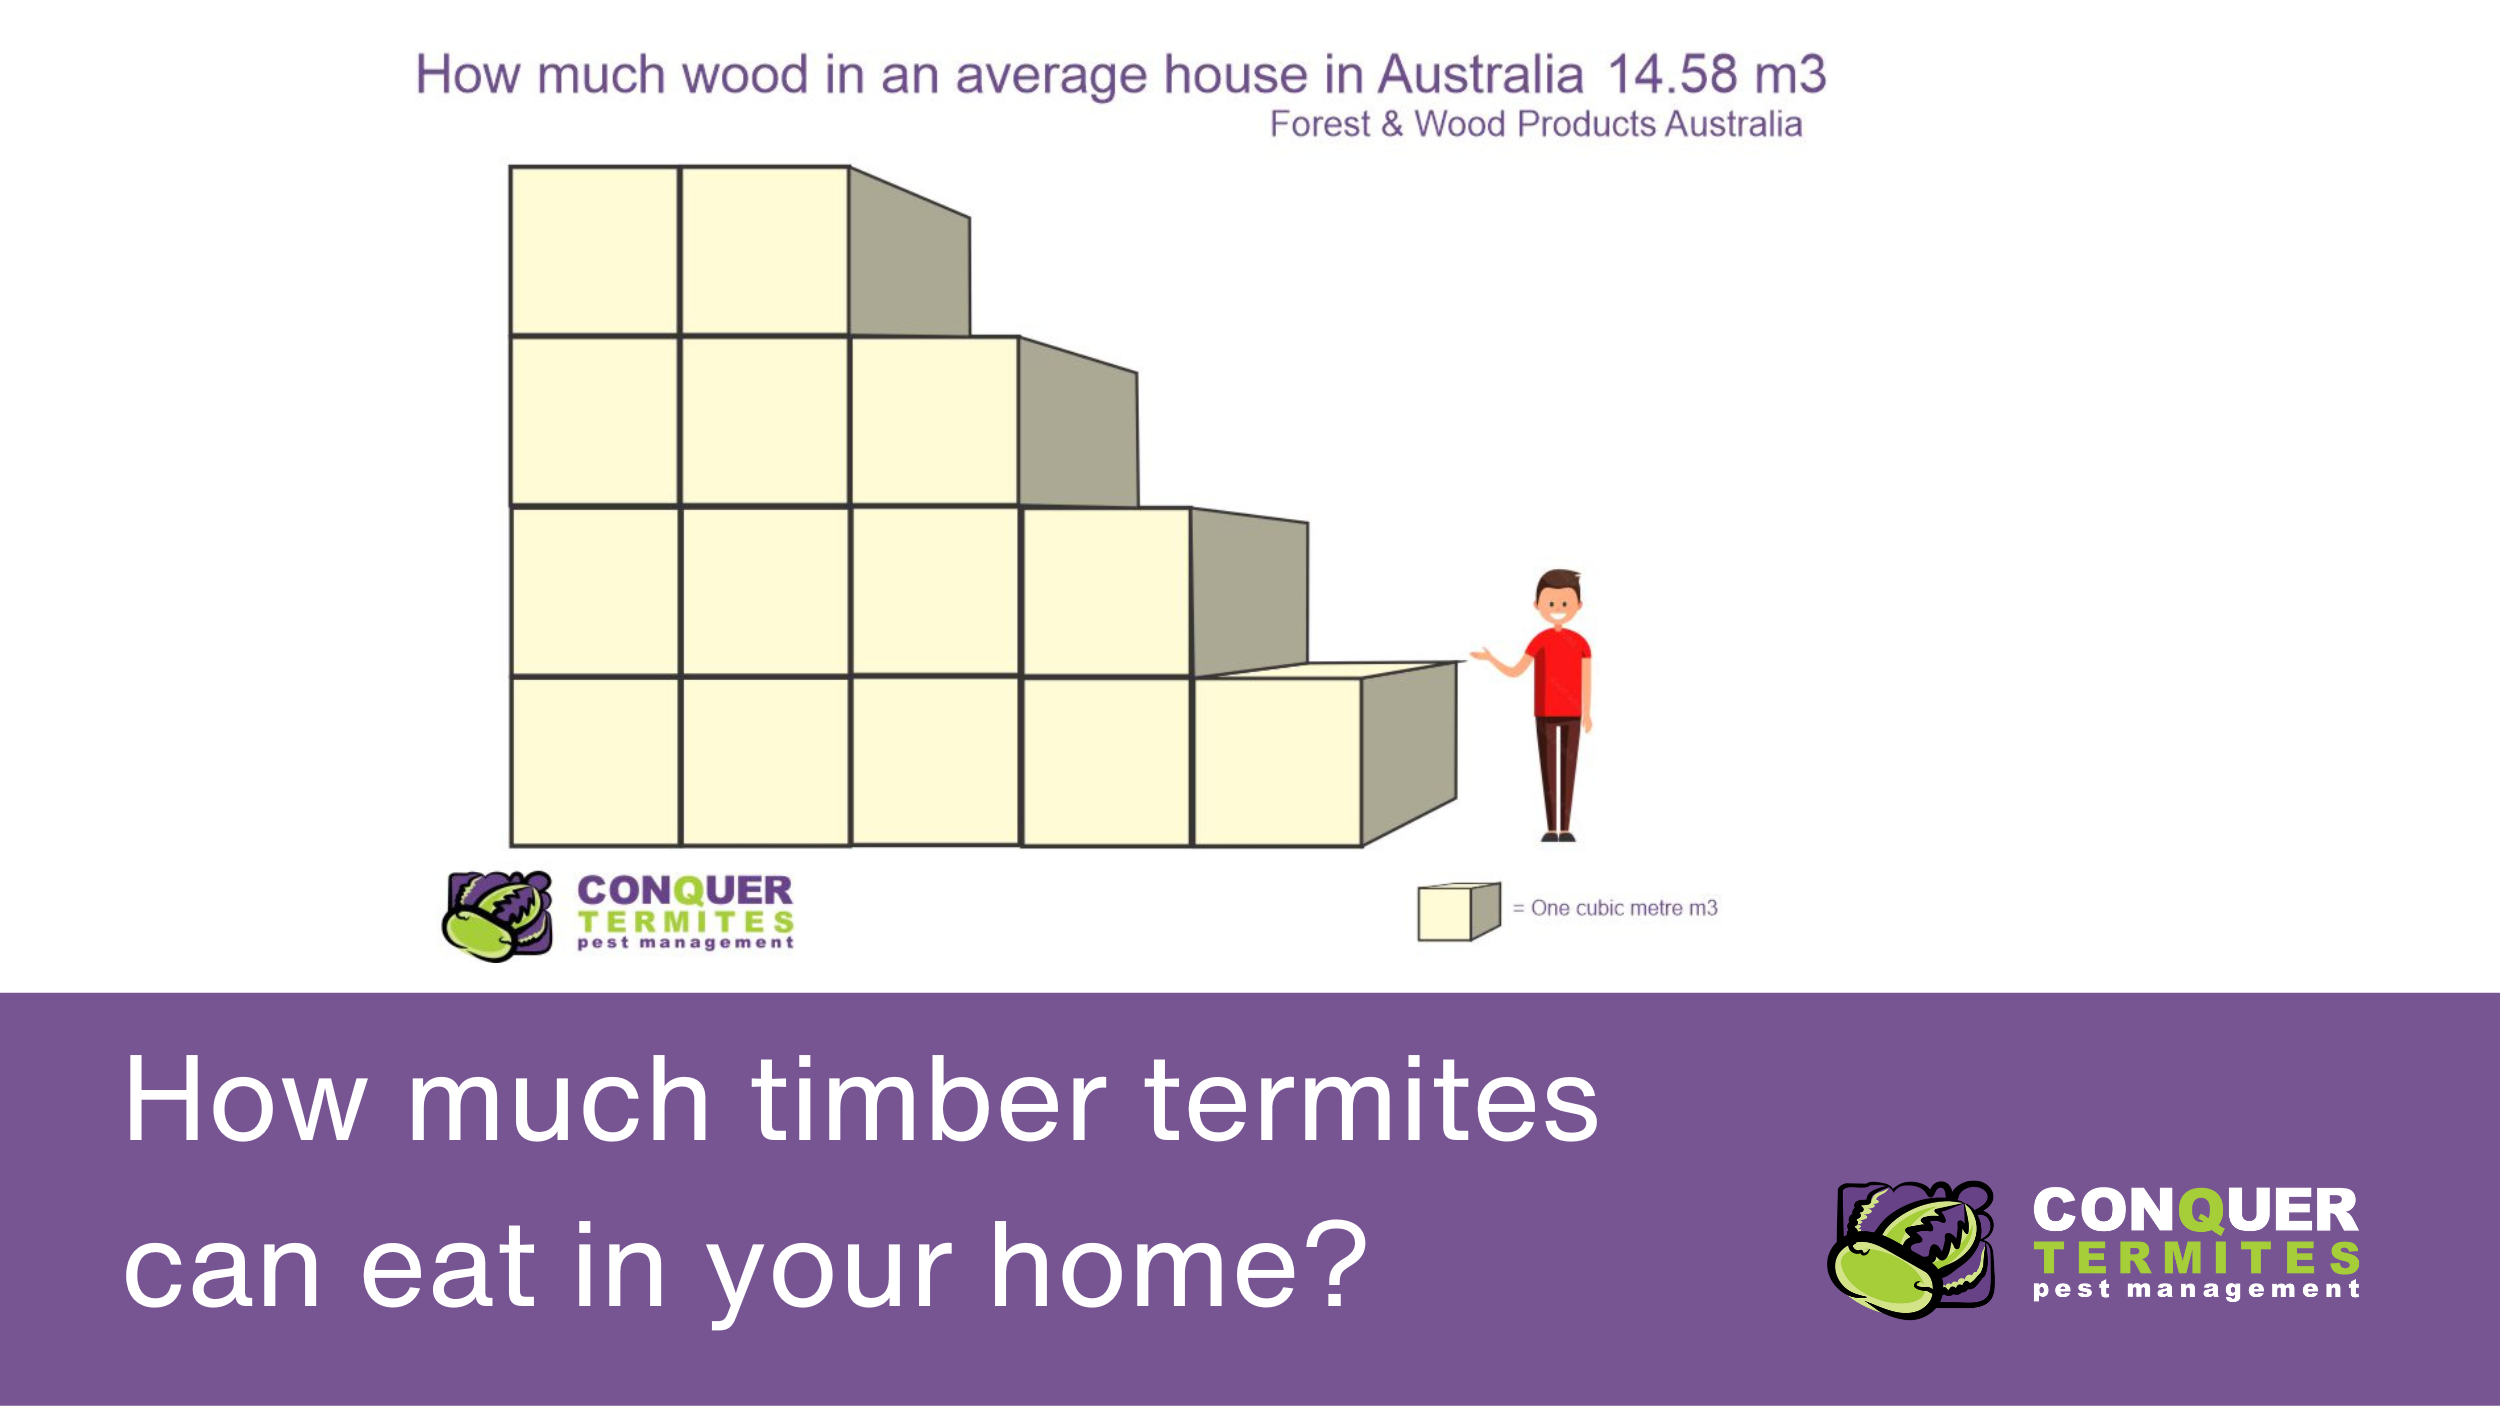 How much wood in an average house in Australia 14.58 m3
Forest & Wood Products Australia
CONQUER
TERMITES
pest management
= One cubic metre m3
How much timber termites
can eat in your home?
CONQUER
TERMITES
pest management